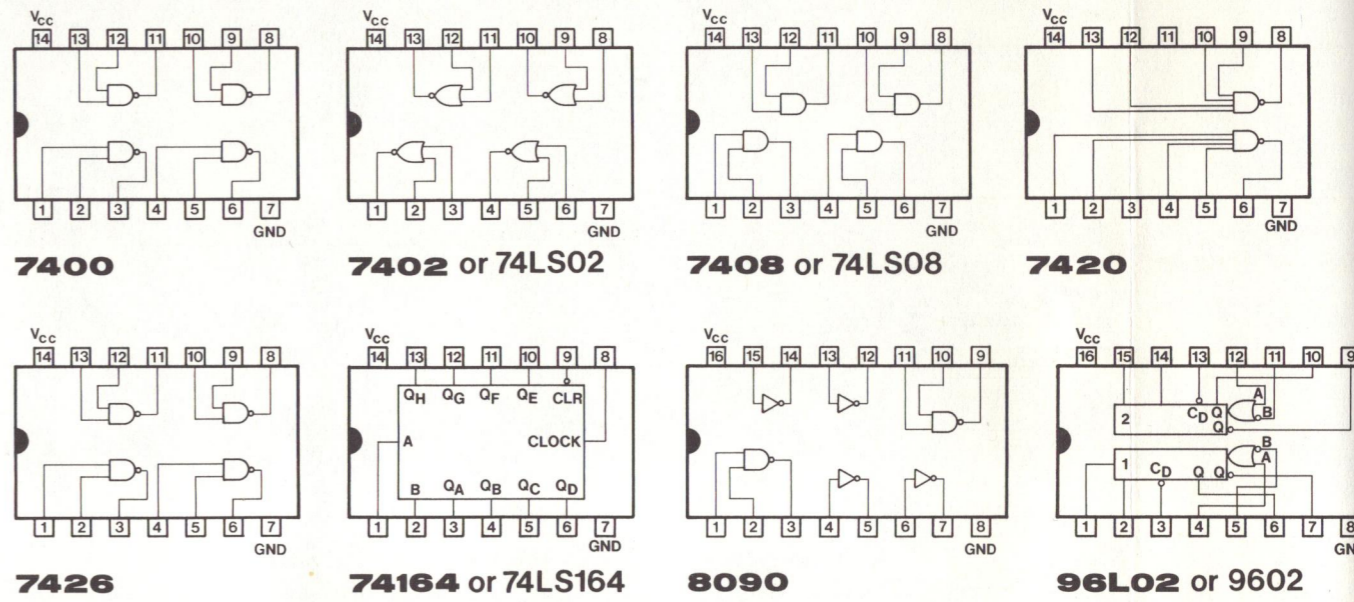 VCC VCC VCC VCC
14 13 12 11 10 9 8 14 13 12 11 10 9 8 14 13 12 11 10 9 8 14 13 12 11 10 9 8
1 2 3 4 5 6 7 1 2 3 4 5 6 7 1 2 3 4 5 6 7 1 2 3 4 5 6 7
GND GND GND GND
7400 7402 or 74LS02 7408 or 74LS08 7420
VCC VCC VCC VCC
14 13 12 11 10 9 8 14 13 12 11 10 9 8 16 15 14 13 12 11 10 9 16 15 14 13 12 11 10 9
QH QG QF QE CLR A
2 CD Q Q B
A CLOCK
B
1 CD Q Q A
B QA QB QC QD
1 2 3 4 5 6 7 1 2 3 4 5 6 7 1 2 3 4 5 6 7 8 1 2 3 4 5 6 7 8
GND GND GND GN
7426 74164 or 74LS164 8090 96L02 or 9602